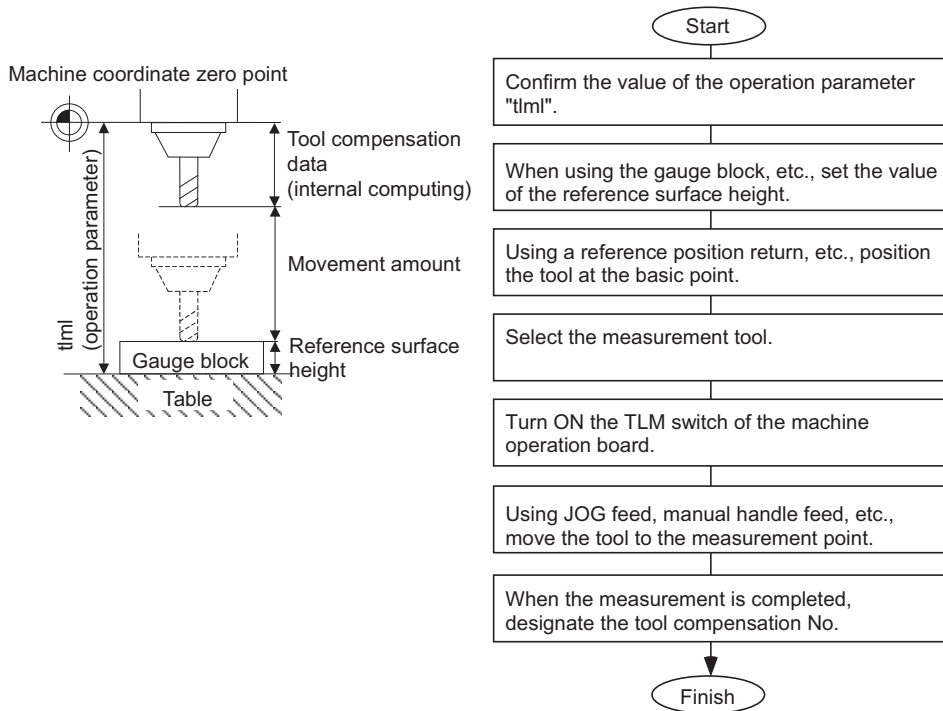 Machine coordinate zero point
Tool compensation
data
(internal computing)
Movement amount
tlml
(operation parameter)
Reference surface
height
Gauge block
Table
Start
Confirm the value of the operation parameter
"tlml".
When using the gauge block, etc., set the value
of the reference surface height.
Using a reference position return, etc., position
the tool at the basic point.
Select the measurement tool.
Turn ON the TLM switch of the machine
operation board.
Using JOG feed, manual handle feed, etc.,
move the tool to the measurement point.
When the measurement is completed,
designate the tool compensation No.
Finish